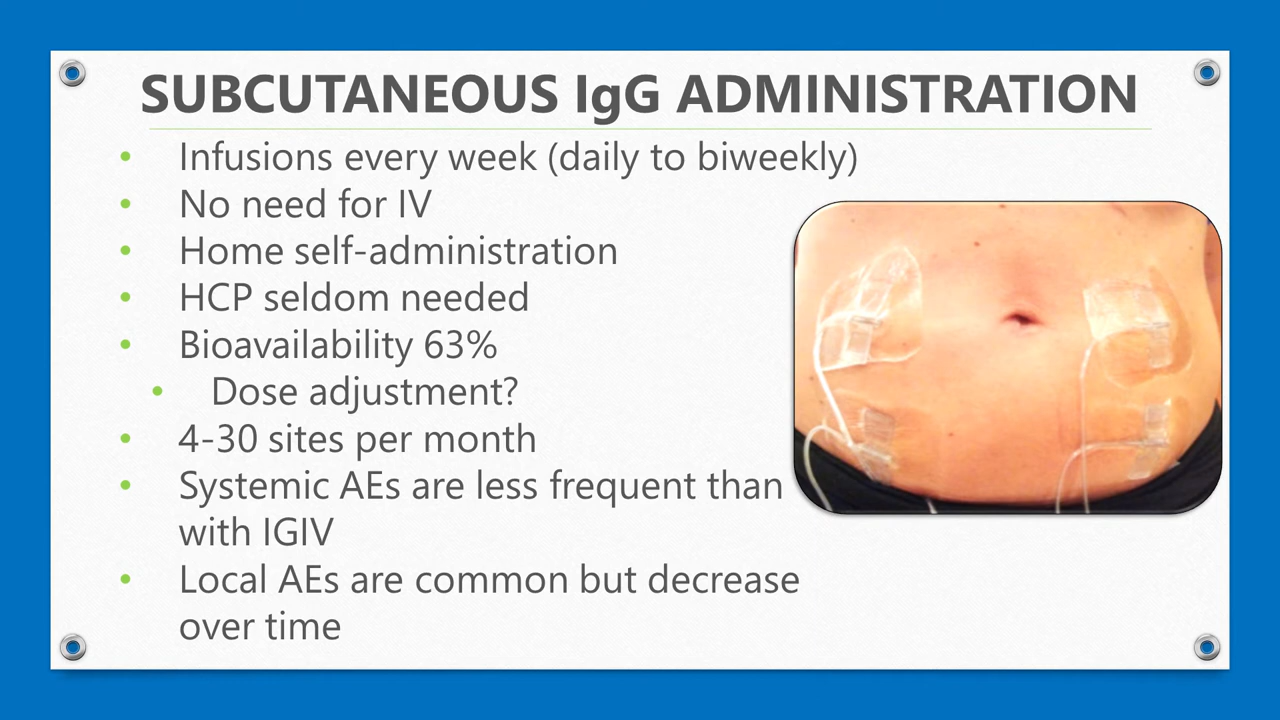 SUBCUTANEOUS IgG ADMINISTRATION
• Infusions every week (daily to biweekly)
• No need for IV
• Home self-administration
• HCP seldom needed
• Bioavailability 63%
• Dose adjustment?
• 4-30 sites per month
• Systemic AEs are less frequent than
with IGIV
• Local AEs are common but decrease
over time